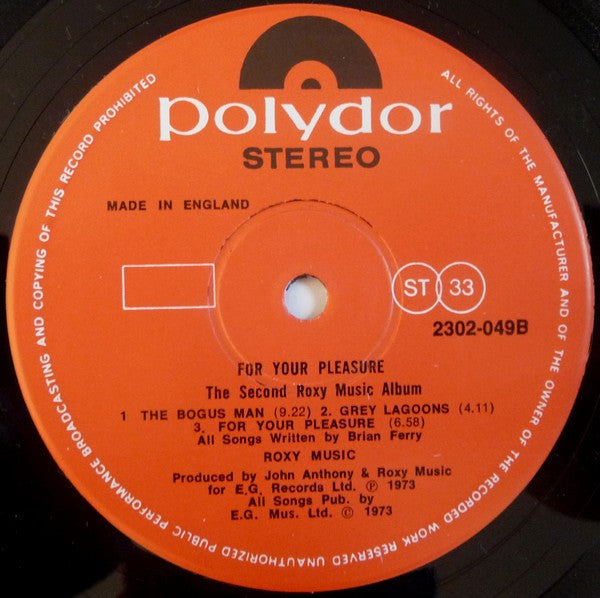 polydor
STEREO
MADE IN ENGLAND
ST 33
2302-049B
FOR YOUR PLEASURE
The Second Roxy Music Album
1 THE BOGUS MAN (9.22) 2. GREY LAGOONS (4.11)
3. FOR YOUR PLEASURE (6.58)
All Songs Written by Brian Ferry
ROXY MUSIC
Produced by John Anthony & Roxy Music
for E.G. Records Ltd. Ⓟ 1973
All Songs Pub. by
E.G. Mus. Ltd. © 1973
ALL RIGHTS OF THE MANUFACTURER AND OF THE OWNER OF THE RECORDED WORK RESERVED UNAUTHORIZED PUBLIC PERFORMANCE BROADCASTING AND COPYING OF THIS RECORD PROHIBITED